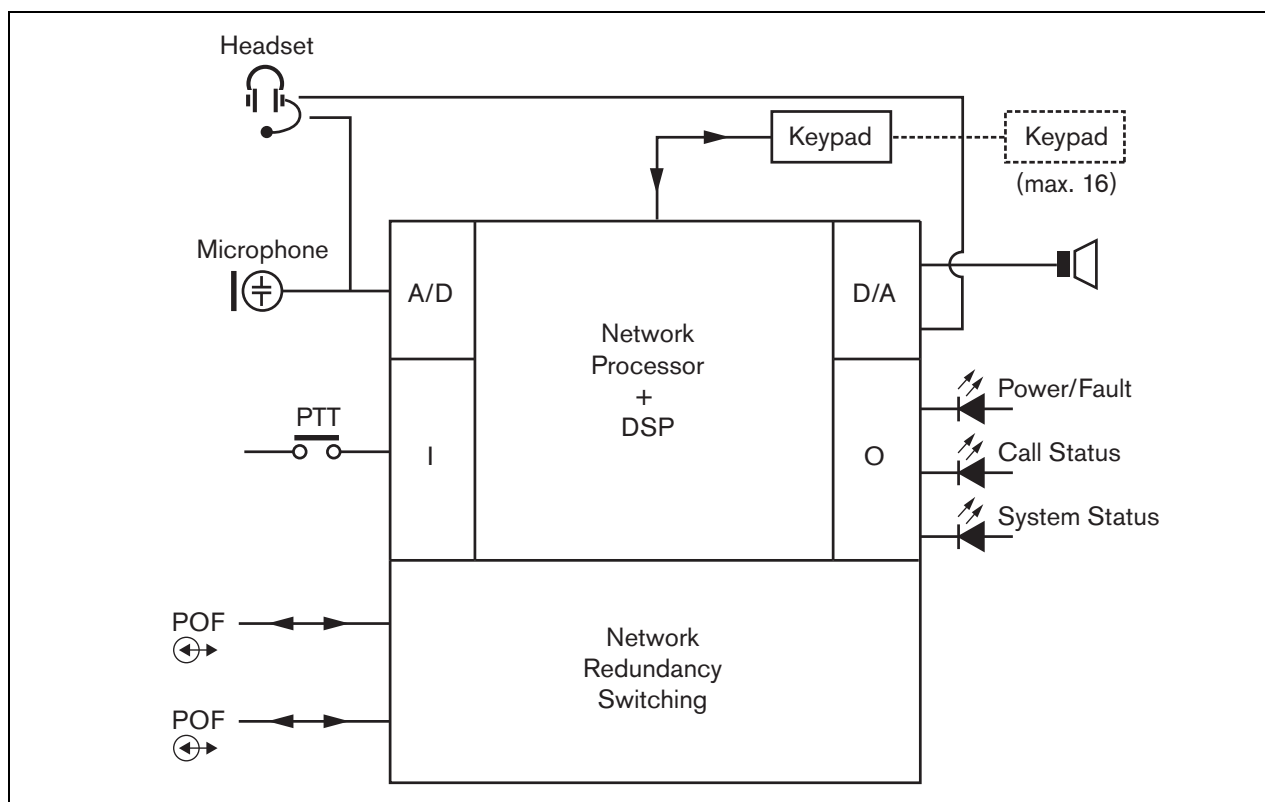 Headset
Keypad
Keypad
(max. 16)
Microphone
A/D
D/A
Network
Processor
+
DSP
Power/Fault
PTT
I
O
Call Status
System Status
POF
Network
Redundancy
Switching
POF